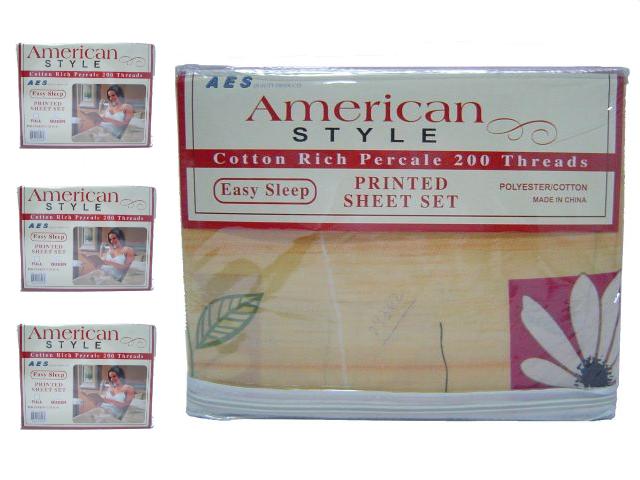 American
STYLE
Cotton Rich Percale 200 Threads
AES
Easy Sleep
PRINTED
SHEET SET
FULL QUEEN
American
STYLE
Cotton Rich Percale 200 Threads
AES
Easy Sleep
PRINTED
SHEET SET
FULL QUEEN
American
STYLE
Cotton Rich Percale 200 Threads
AES
Easy Sleep
PRINTED
SHEET SET
FULL QUEEN
AES QUALITY PRODUCTS
American
STYLE
Cotton Rich Percale 200 Threads
Easy Sleep
PRINTED
SHEET SET
POLYESTER/COTTON
MADE IN CHINA